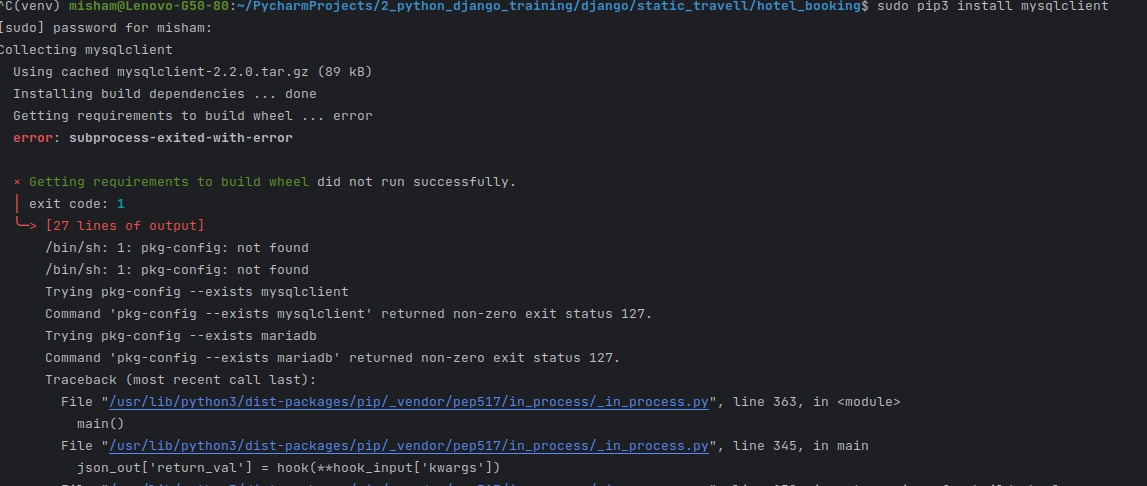 ^C(venv) misham@Lenovo-G50-80:~/PycharmProjects/2_python_django_training/django/static_travell/hotel_booking$ sudo pip3 install mysqlclient
[sudo] password for misham:
Collecting mysqlclient
  Using cached mysqlclient-2.2.0.tar.gz (89 kB)
  Installing build dependencies ... done
  Getting requirements to build wheel ... error
  error: subprocess-exited-with-error

  × Getting requirements to build wheel did not run successfully.
  │ exit code: 1
  ╰─> [27 lines of output]
      /bin/sh: 1: pkg-config: not found
      /bin/sh: 1: pkg-config: not found
      Trying pkg-config --exists mysqlclient
      Command 'pkg-config --exists mysqlclient' returned non-zero exit status 127.
      Trying pkg-config --exists mariadb
      Command 'pkg-config --exists mariadb' returned non-zero exit status 127.
      Traceback (most recent call last):
        File "/usr/lib/python3/dist-packages/pip/_vendor/pep517/in_process/_in_process.py", line 363, in <module>
          main()
        File "/usr/lib/python3/dist-packages/pip/_vendor/pep517/in_process/_in_process.py", line 345, in main
          json_out['return_val'] = hook(**hook_input['kwargs'])